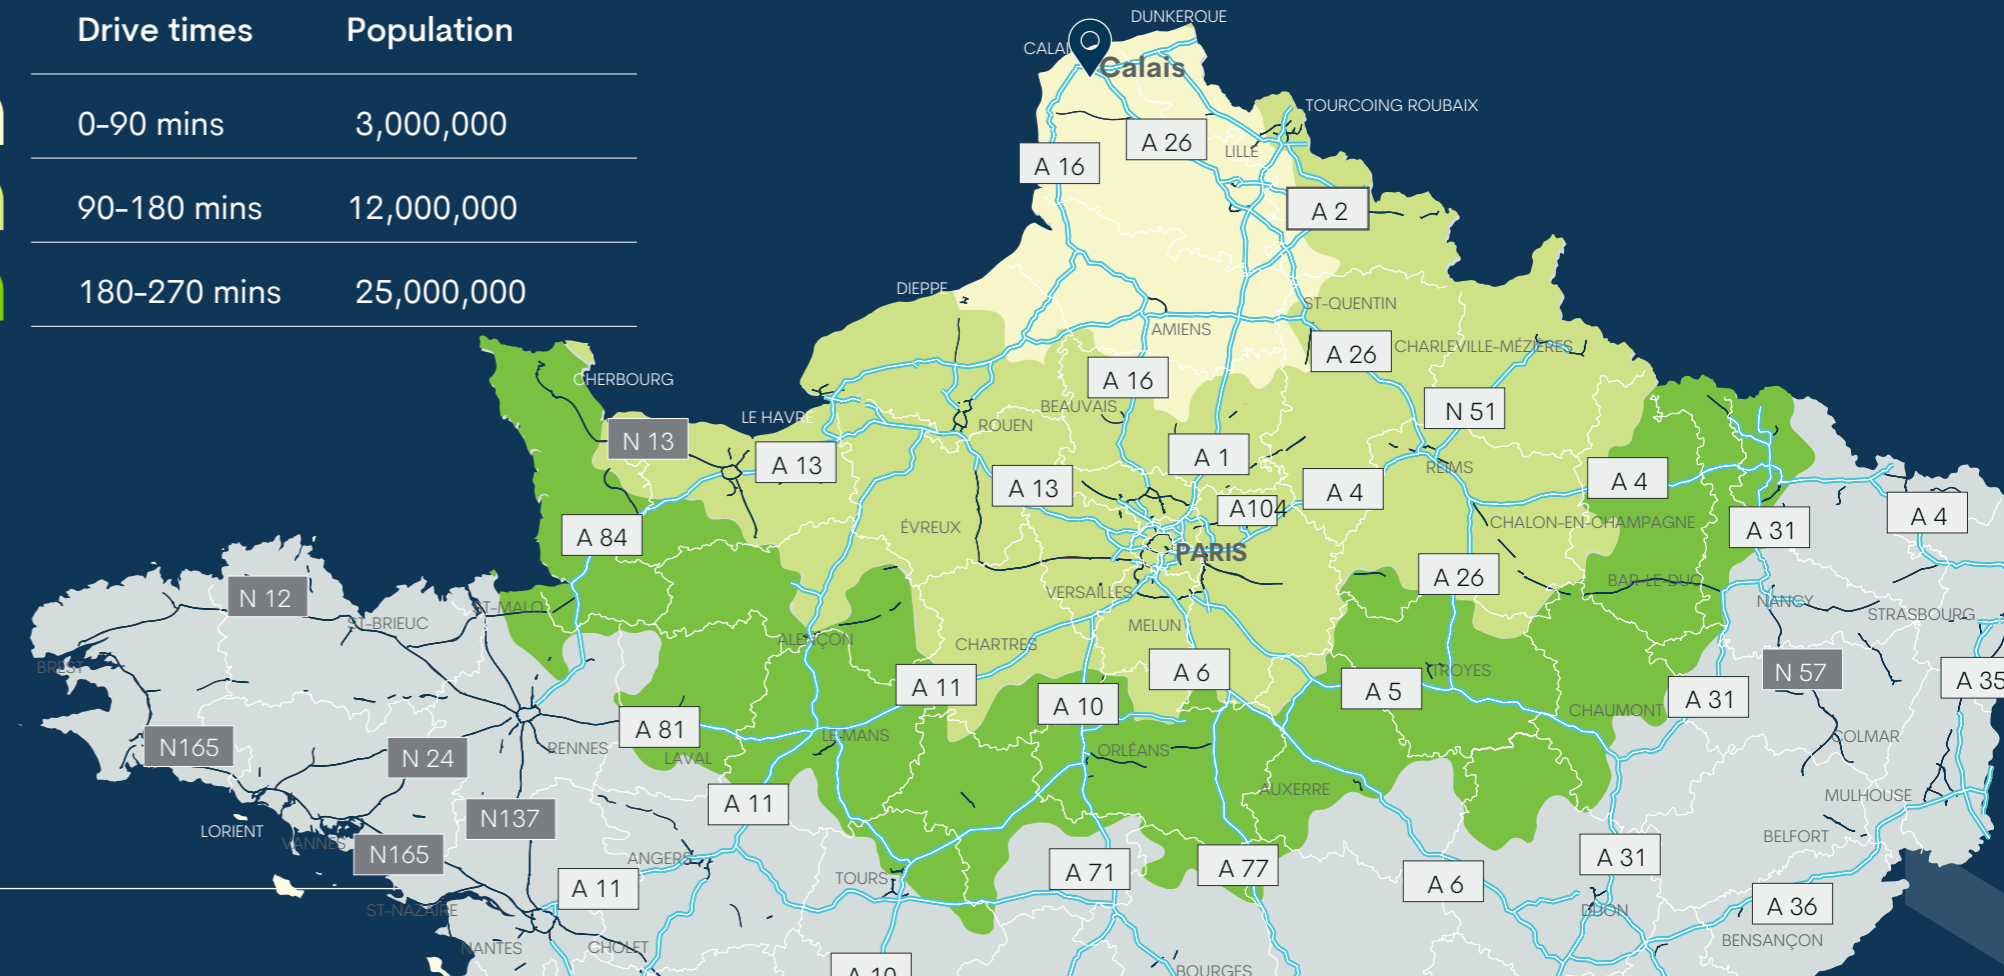 Drive times Population
0-90 mins 3,000,000
90-180 mins 12,000,000
180-270 mins 25,000,000
DUNKERQUE
Calais
TOURCOING ROUBAIX
A 26
LILLE
A 16
A 2
DIEPPE
ST-QUENTIN
AMIENS
A 26
CHARLEVILLE-MÉZIÈRES
CHERBOURG
A 16
BEAUVAIS
N 51
LE HAVRE
ROUEN
N 13
A 13
A 1
REIMS
A 13
A 4
A 4
A104
A 84
ÉVREUX
CHALON-EN-CHAMPAGNE
A 31
A 4
PARIS
N 12
VERSAILLES
A 26
BAR-LE-DUC
ST-MALO
NANCY
ST-BRIEUC
STRASBOURG
ALENÇON
MELUN
CHARTRES
BREST
A 11
A 6
A 5
TROYES
N 57
A 35
A 10
A 31
CHAUMONT
A 81
LE-MANS
N165
RENNES
ORLÉANS
COLMAR
N 24
LAVAL
AUXERRE
MULHOUSE
A 11
N137
LORIENT
BELFORT
VANNES
N165
ANGERS
A 31
A 71
A 77
TOURS
A 11
A 6
ST-NAZAIRE
DIJON
A 36
BENSANÇON
NANTES
CHOLET
A 10
BOURGES